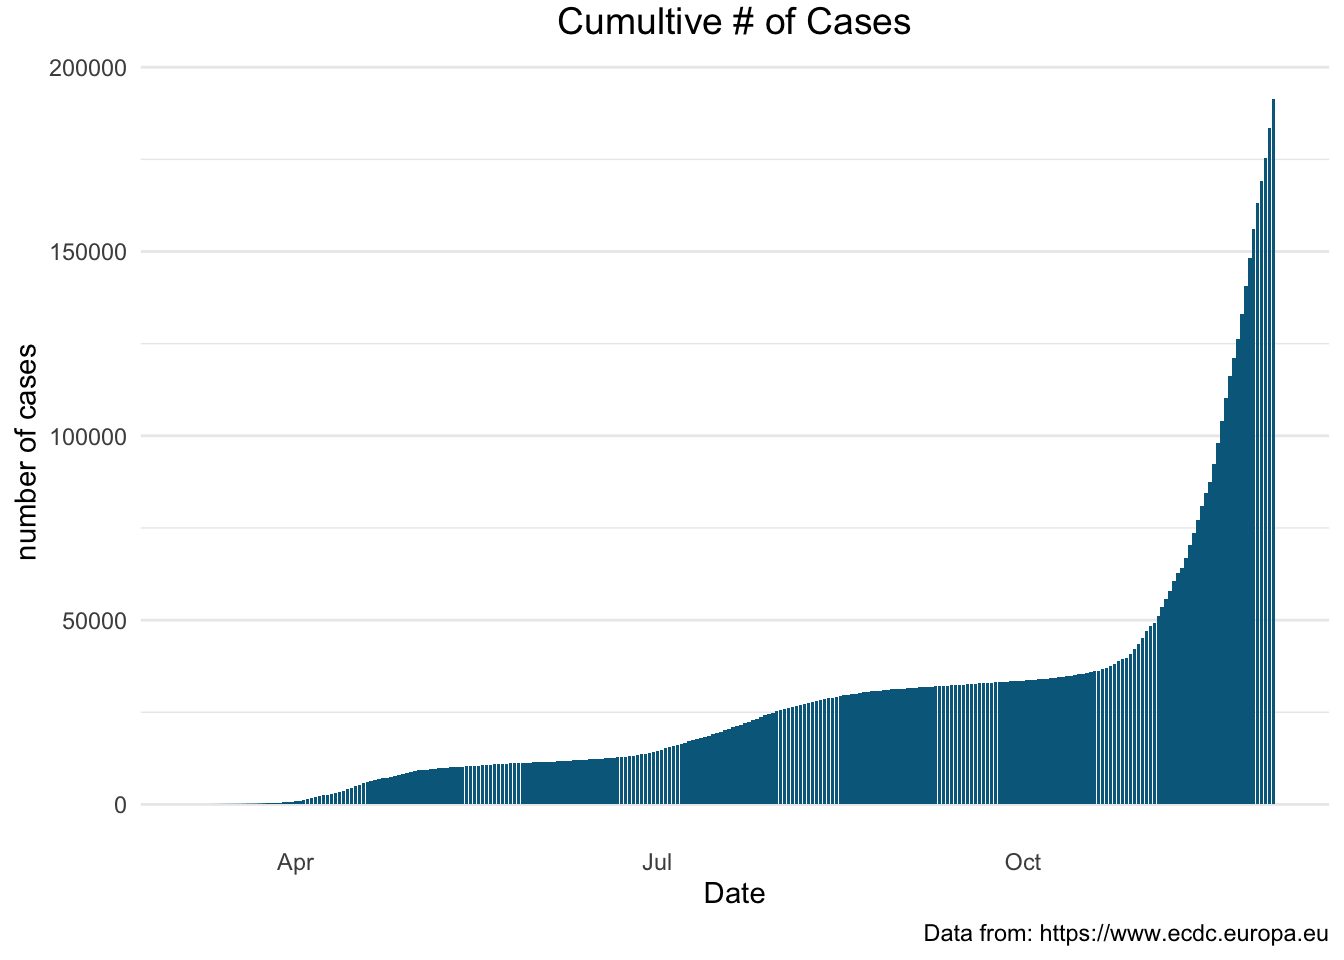 Cumultive # of Cases
200000
150000
100000
50000
0
number of cases
Apr Jul Oct
Date
Data from: https://www.ecdc.europa.eu